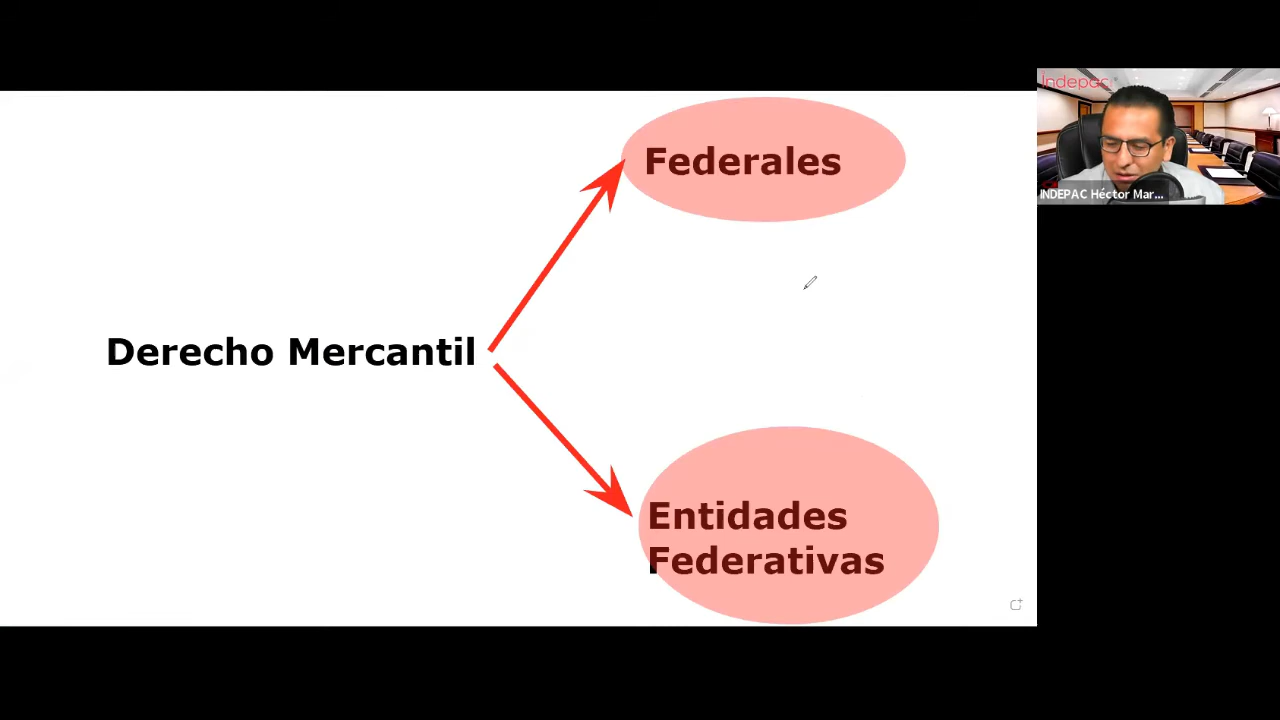 Federales
Derecho Mercantil
Entidades
Federativas
Indepac
INDEPAC Héctor Mar...